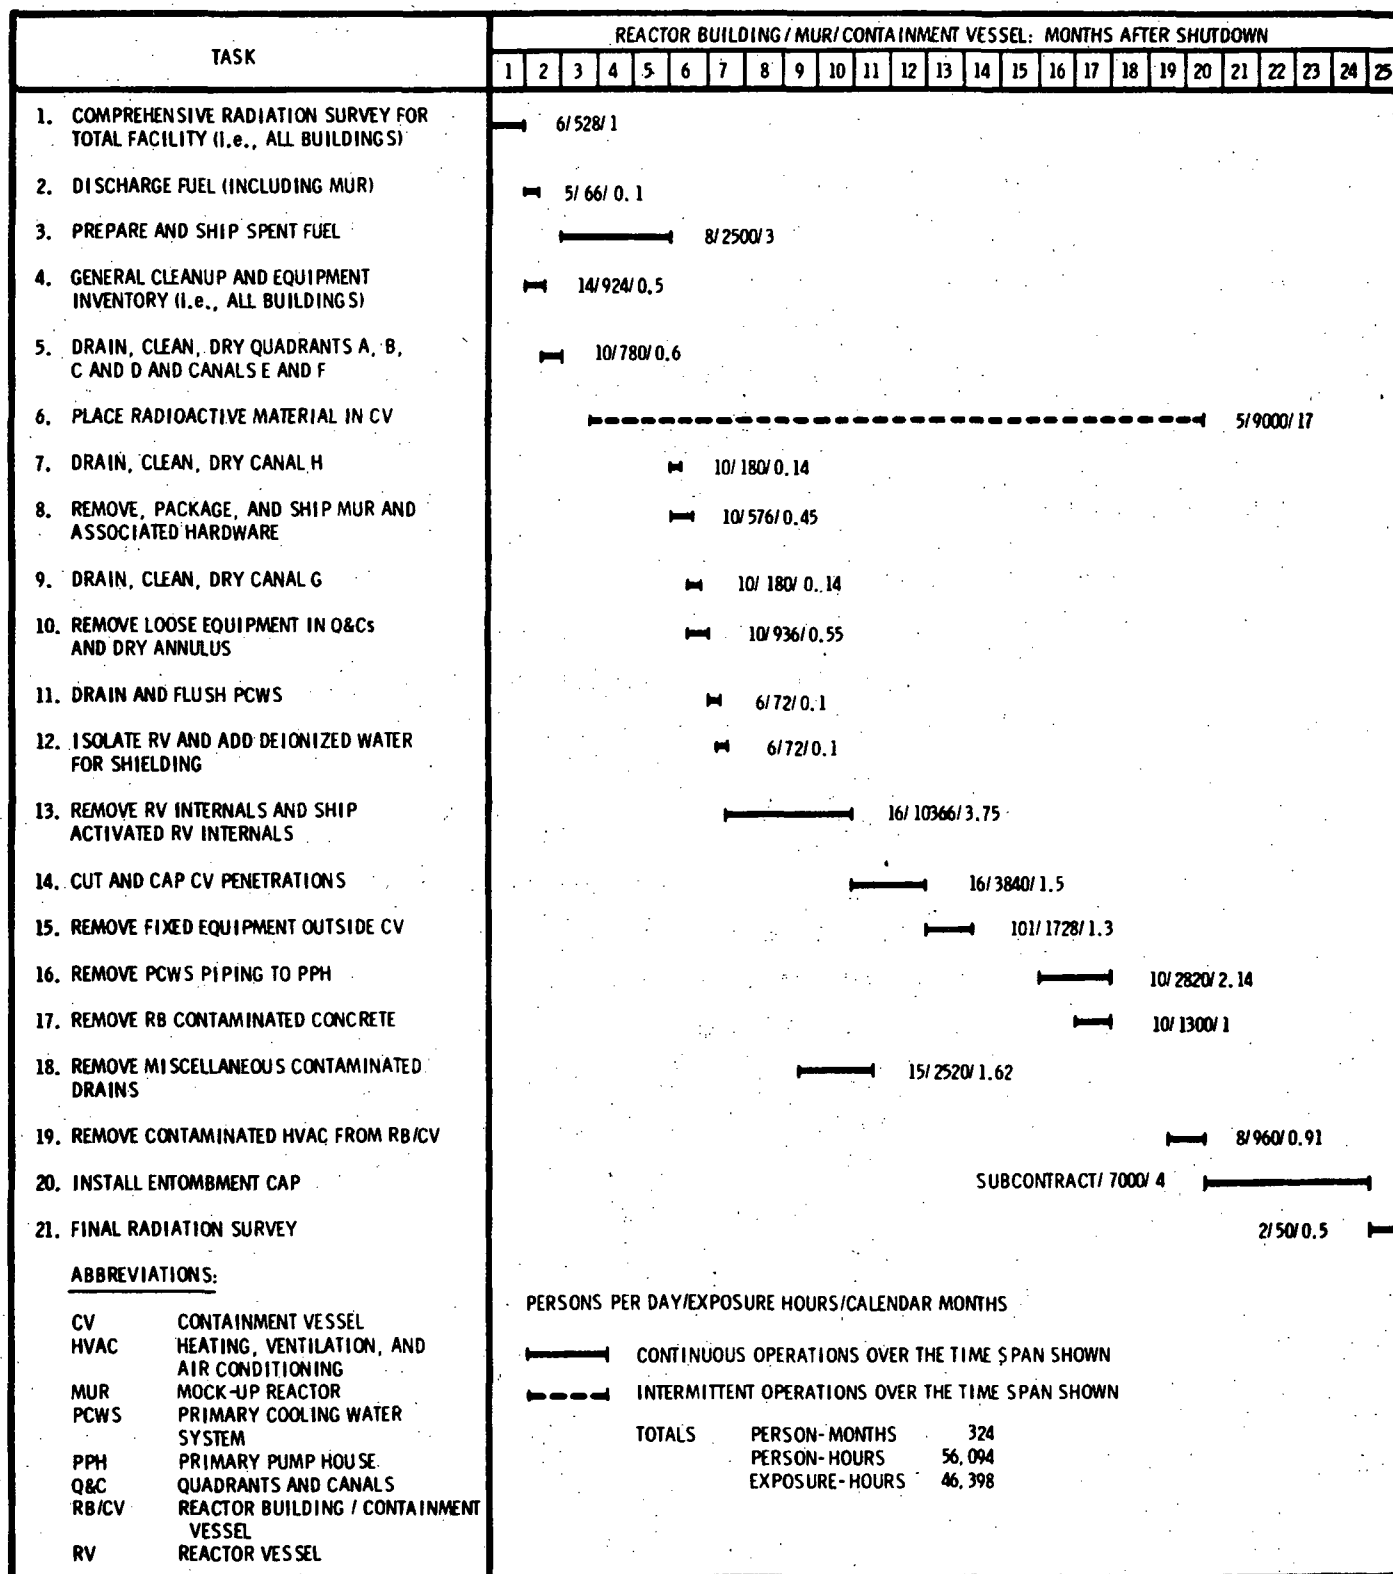 TASK
REACTOR BUILDING/MUR/CONTAINMENT VESSEL: MONTHS AFTER SHUTDOWN
1 2 3 4 5 6 7 8 9 10 11 12 13 14 15 16 17 18 19 20 21 22 23 24 25
1. COMPREHENSIVE RADIATION SURVEY FOR
TOTAL FACILITY (i.e., ALL BUILDINGS)
6/528/1
2. DISCHARGE FUEL (INCLUDING MUR)
5/66/0.1
3. PREPARE AND SHIP SPENT FUEL
8/2500/3
4. GENERAL CLEANUP AND EQUIPMENT
INVENTORY (i.e., ALL BUILDINGS)
14/924/0.5
5. DRAIN, CLEAN, DRY QUADRANTS A, B,
C AND D AND CANALS E AND F
10/780/0.6
6. PLACE RADIOACTIVE MATERIAL IN CV
5/9000/17
7. DRAIN, CLEAN, DRY CANAL H
10/180/0.14
8. REMOVE, PACKAGE, AND SHIP MUR AND
ASSOCIATED HARDWARE
10/576/0.45
9. DRAIN, CLEAN, DRY CANAL G
10/180/0.14
10. REMOVE LOOSE EQUIPMENT IN Q&Cs
AND DRY ANNULUS
10/936/0.55
11. DRAIN AND FLUSH PCWS
6/72/0.1
12. ISOLATE RV AND ADD DEIONIZED WATER
FOR SHIELDING
6/72/0.1
13. REMOVE RV INTERNALS AND SHIP
ACTIVATED RV INTERNALS
16/10366/3.75
14. CUT AND CAP CV PENETRATIONS
16/3840/1.5
15. REMOVE FIXED EQUIPMENT OUTSIDE CV
101/1728/1.3
16. REMOVE PCWS PIPING TO PPH
10/2820/2.14
17. REMOVE RB CONTAMINATED CONCRETE
10/1300/1
18. REMOVE MISCELLANEOUS CONTAMINATED
DRAINS
15/2520/1.62
19. REMOVE CONTAMINATED HVAC FROM RB/CV
8/960/0.91
20. INSTALL ENTOMBMENT CAP
SUBCONTRACT/7000/4
21. FINAL RADIATION SURVEY
2/50/0.5
ABBREVIATIONS:
CV CONTAINMENT VESSEL
HVAC HEATING, VENTILATION, AND
AIR CONDITIONING
MUR MOCK-UP REACTOR
PCWS PRIMARY COOLING WATER
SYSTEM
PPH PRIMARY PUMP HOUSE
Q&C QUADRANTS AND CANALS
RB/CV REACTOR BUILDING / CONTAINMENT
VESSEL
RV REACTOR VESSEL
PERSONS PER DAY/EXPOSURE HOURS/CALENDAR MONTHS
CONTINUOUS OPERATIONS OVER THE TIME SPAN SHOWN
INTERMITTENT OPERATIONS OVER THE TIME SPAN SHOWN
TOTALS PERSON-MONTHS 324
PERSON-HOURS 56,094
EXPOSURE-HOURS 46,398